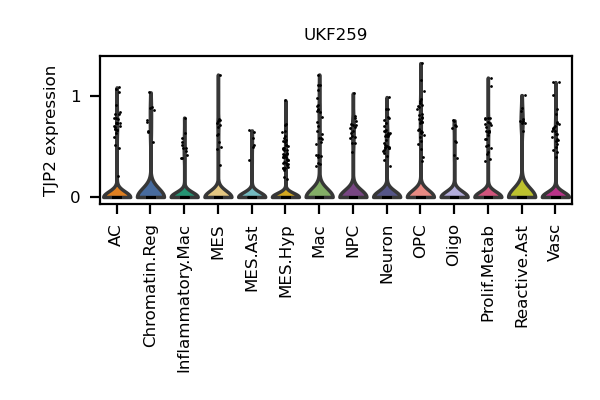 UKF259
TJP2 expression
1
0
AC
Chromatin.Reg
Inflammatory.Mac
MES
MES.Ast
MES.Hyp
Mac
NPC
Neuron
OPC
Oligo
Prolif.Metab
Reactive.Ast
Vasc